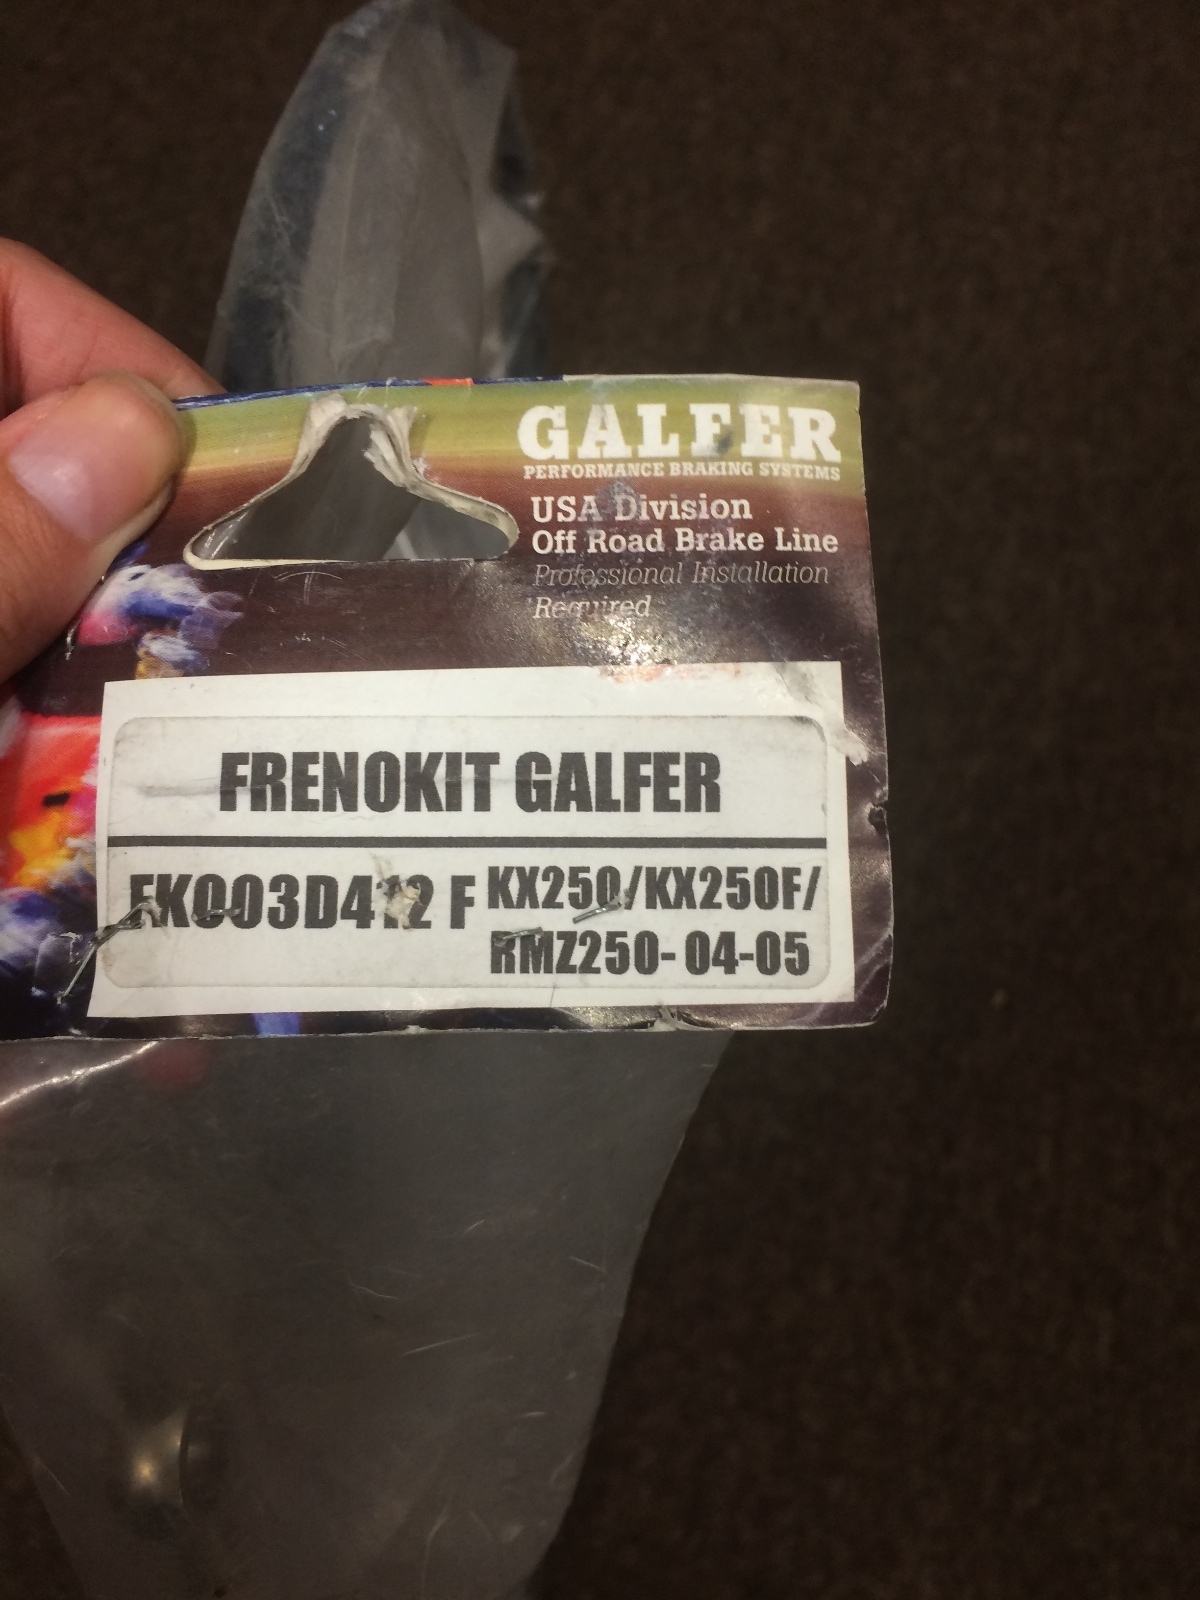 GALFER
PERFORMANCE BRAKING SYSTEMS
USA Division
Off Road Brake Line
Professional Installation
Required
FRENOKIT GALFER
FK003D412 F KX250/KX250F/
RMZ250- 04-05